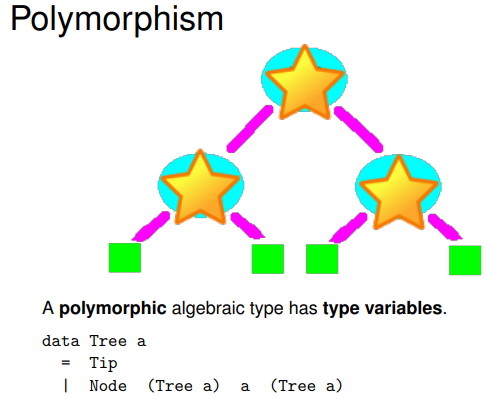 Polymorphism
A polymorphic algebraic type has type variables.
data Tree a
  =  Tip
  |  Node  (Tree a)  a  (Tree a)